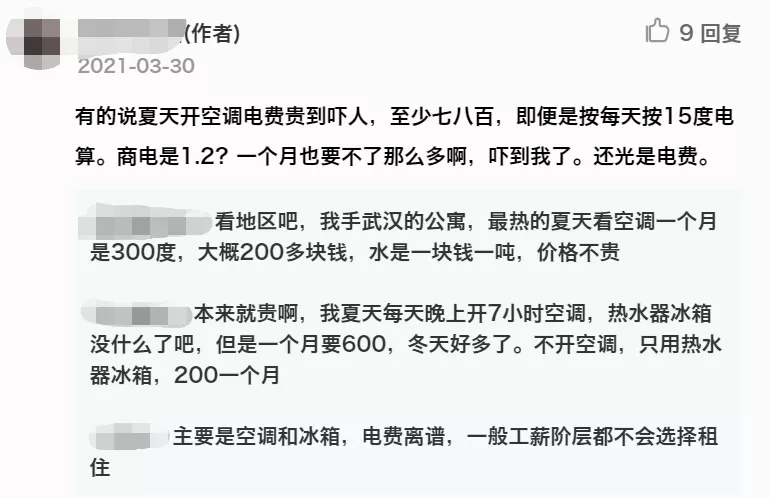 (作者)
9 回复
2021-03-30
有的说夏天开空调电费贵到吓人，至少七八百，即便是按每天按15度电
算。商电是1.2？一个月也要不了那么多啊，吓到我了。还光是电费。
看地区吧，我手武汉的公寓，最热的夏天看空调一个月
是300度，大概200多块钱，水是一块钱一吨，价格不贵
本来就贵啊，我夏天每天晚上开7小时空调，热水器冰箱
没什么了吧，但是一个月要600，冬天好多了。不开空调，只用热水
器冰箱，200一个月
主要是空调和冰箱，电费离谱，一般工薪阶层都不会选择租
住